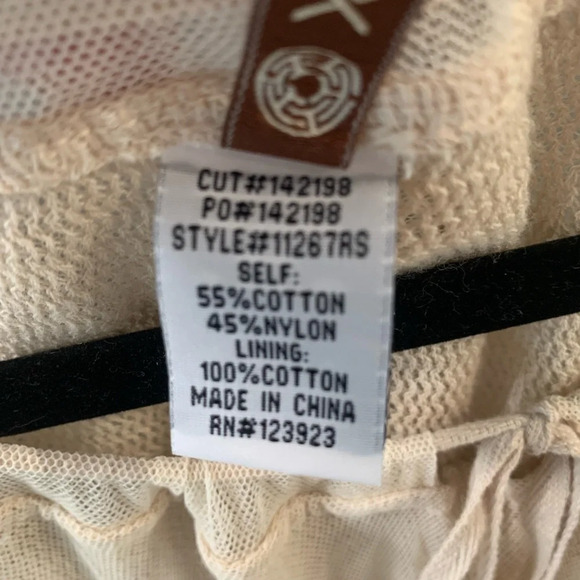 K
CUT#142198
PO#142198
STYLE#11267RS
SELF:
55%COTTON
45%NYLON
LINING:
100%COTTON
MADE IN CHINA
RN#123923